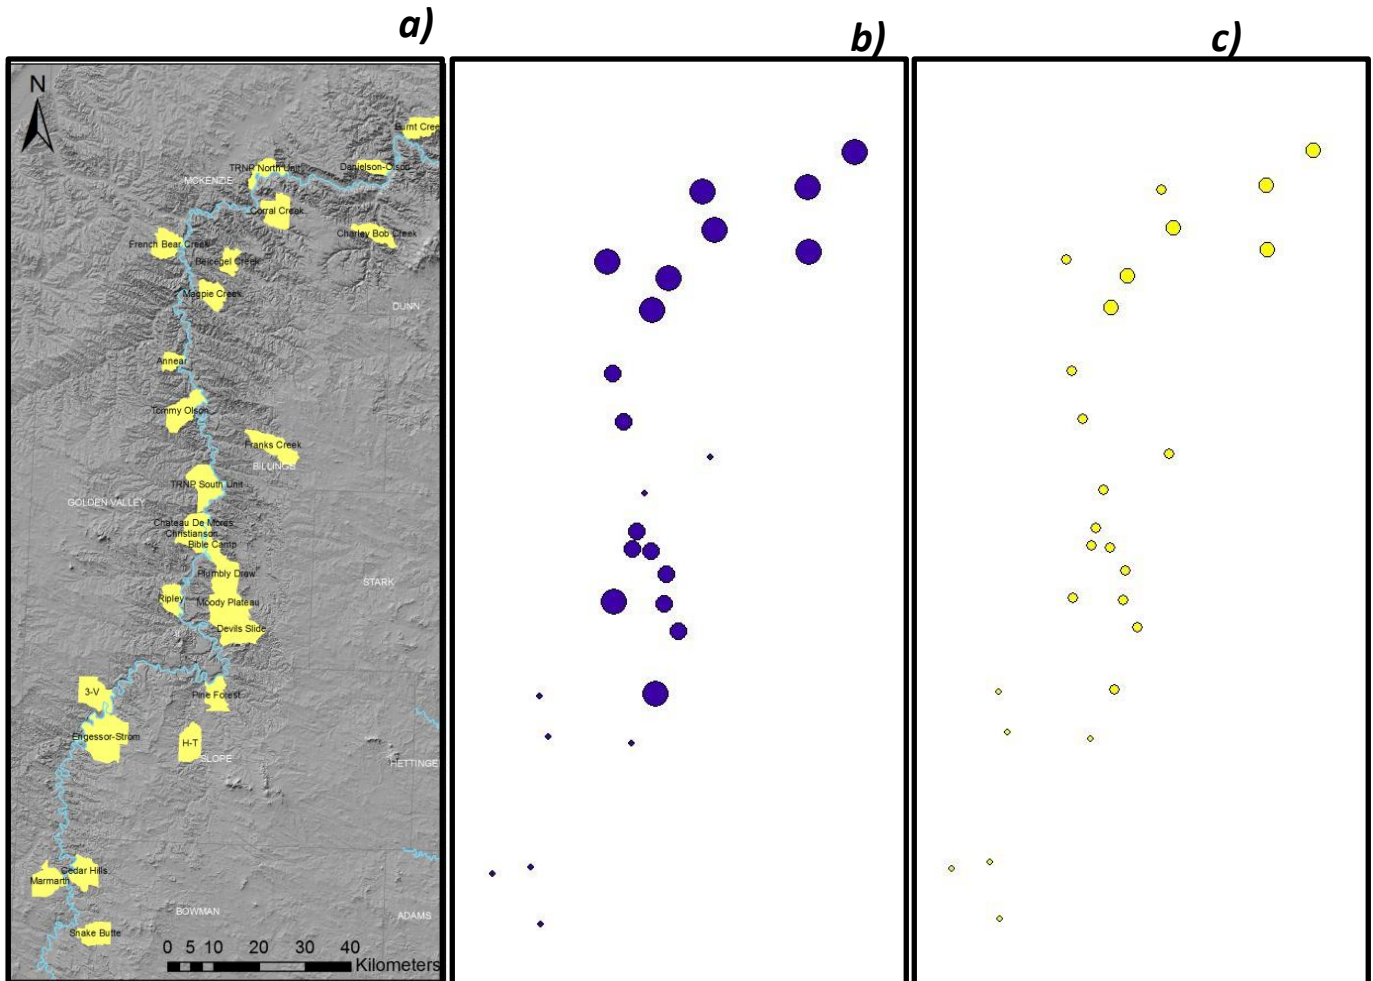 a)
b)
c)
N
Burnt Cree
TRNP North Unit
Danielson-Olson
MCKENZIE
Corral Creek
Charley Bob Creek
French Bear Creek
Beicegel Creek
Magpie Creek
DUNN
Annear
Tommy Olson
Franks Creek
BILLINGS
TRNP South Unit
GOLDEN VALLEY
Chateau De Mores
Christianson
Bible Camp
Plumbly Draw
STARK
Ripley
Moody Plateau
Devils Slide
3-V
Pine Forest
Engessor-Strom
H-T
SLOPE
HETTINGE
Cedar Hills
Marmarth
BOWMAN
ADAMS
Snake Butte
0 5 10 20 30 40
Kilometers